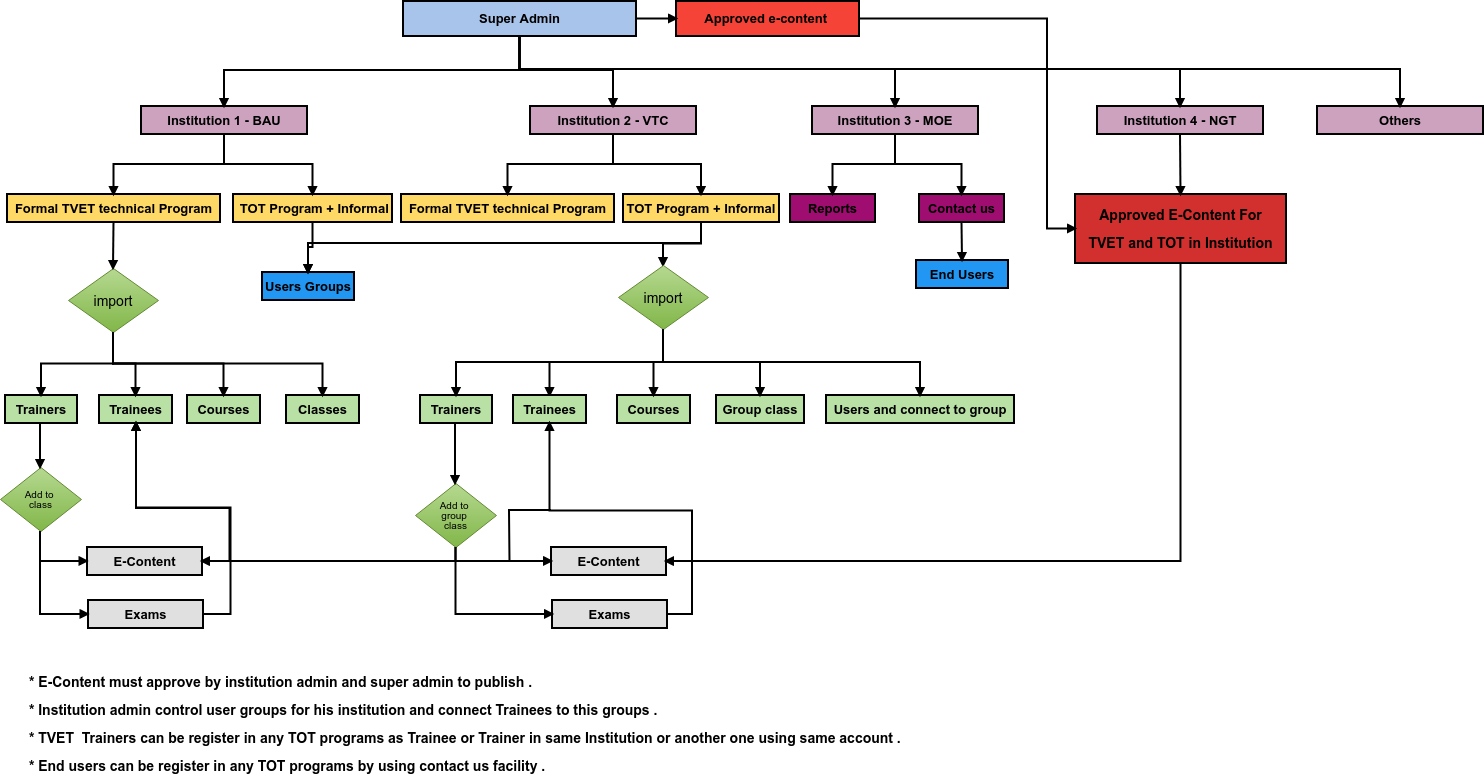 Super Admin
Approved e-content
Institution 1 - BAU
Institution 2 - VTC
Institution 3 - MOE
Institution 4 - NGT
Others
Formal TVET technical Program
TOT Program + Informal
Formal TVET technical Program
TOT Program + Informal
Reports
Contact us
Approved E-Content For
TVET and TOT in Institution
Users Groups
End Users
import
import
Trainers
Trainees
Courses
Classes
Trainers
Trainees
Courses
Group class
Users and connect to group
Add to
class
Add to
group
class
E-Content
E-Content
Exams
Exams
* E-Content must approve by institution admin and super admin to publish .
* Institution admin control user groups for his institution and connect Trainees to this groups .
* TVET  Trainers can be register in any TOT programs as Trainee or Trainer in same Institution or another one using same account .
* End users can be register in any TOT programs by using contact us facility .